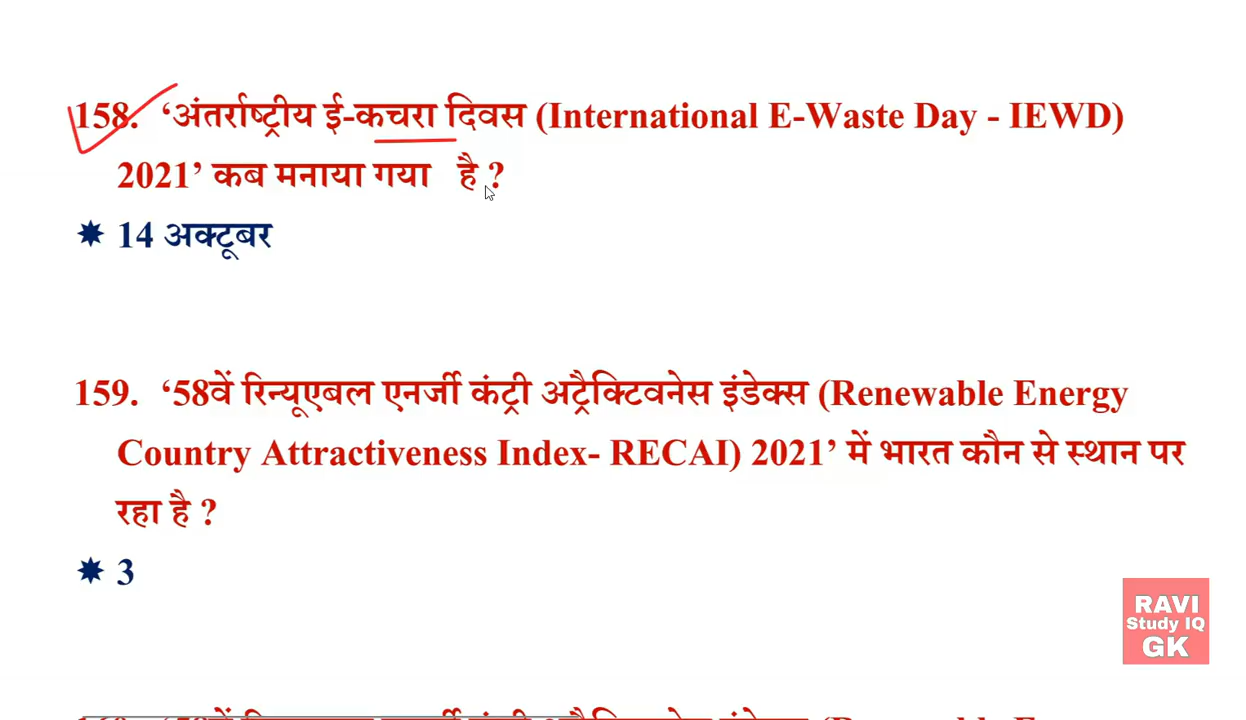 158. ‘अंतर्राष्ट्रीय ई-कचरा दिवस (International E-Waste Day - IEWD)
2021’ कब मनाया गया है ?
✷ 14 अक्टूबर
159. ‘58वें रिन्यूएबल एनर्जी कंट्री अट्रैक्टिवनेस इंडेक्स (Renewable Energy
Country Attractiveness Index- RECAI) 2021’ में भारत कौन से स्थान पर
रहा है ?
✷ 3
RAVI
Study IQ
GK